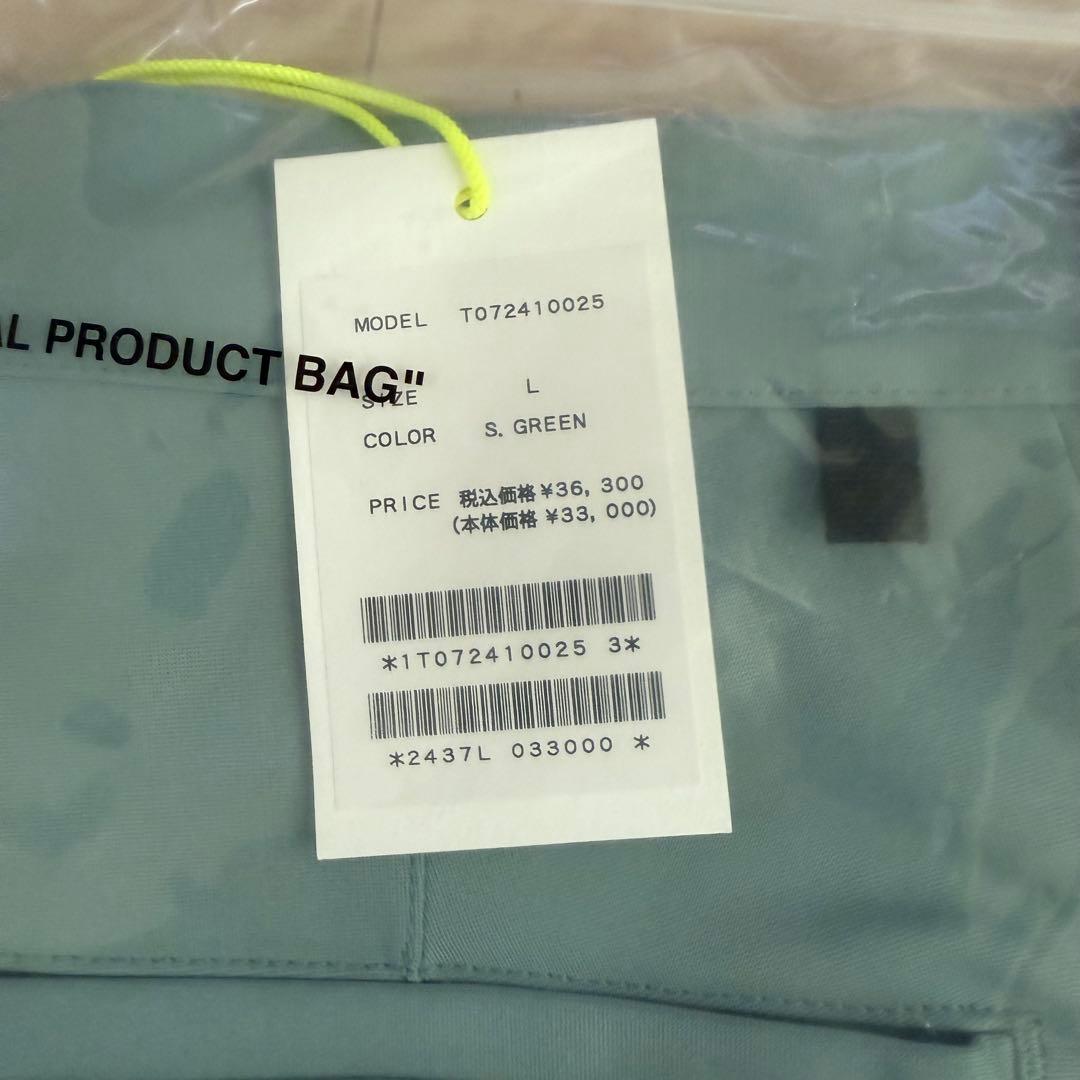 MODEL T072410025
AL PRODUCT BAG"
SIZE L
COLOR S. GREEN
PRICE 税込価格 ¥36, 300
(本体価格 ¥33, 000)
*1T072410025 3*
*2437L 033000 *